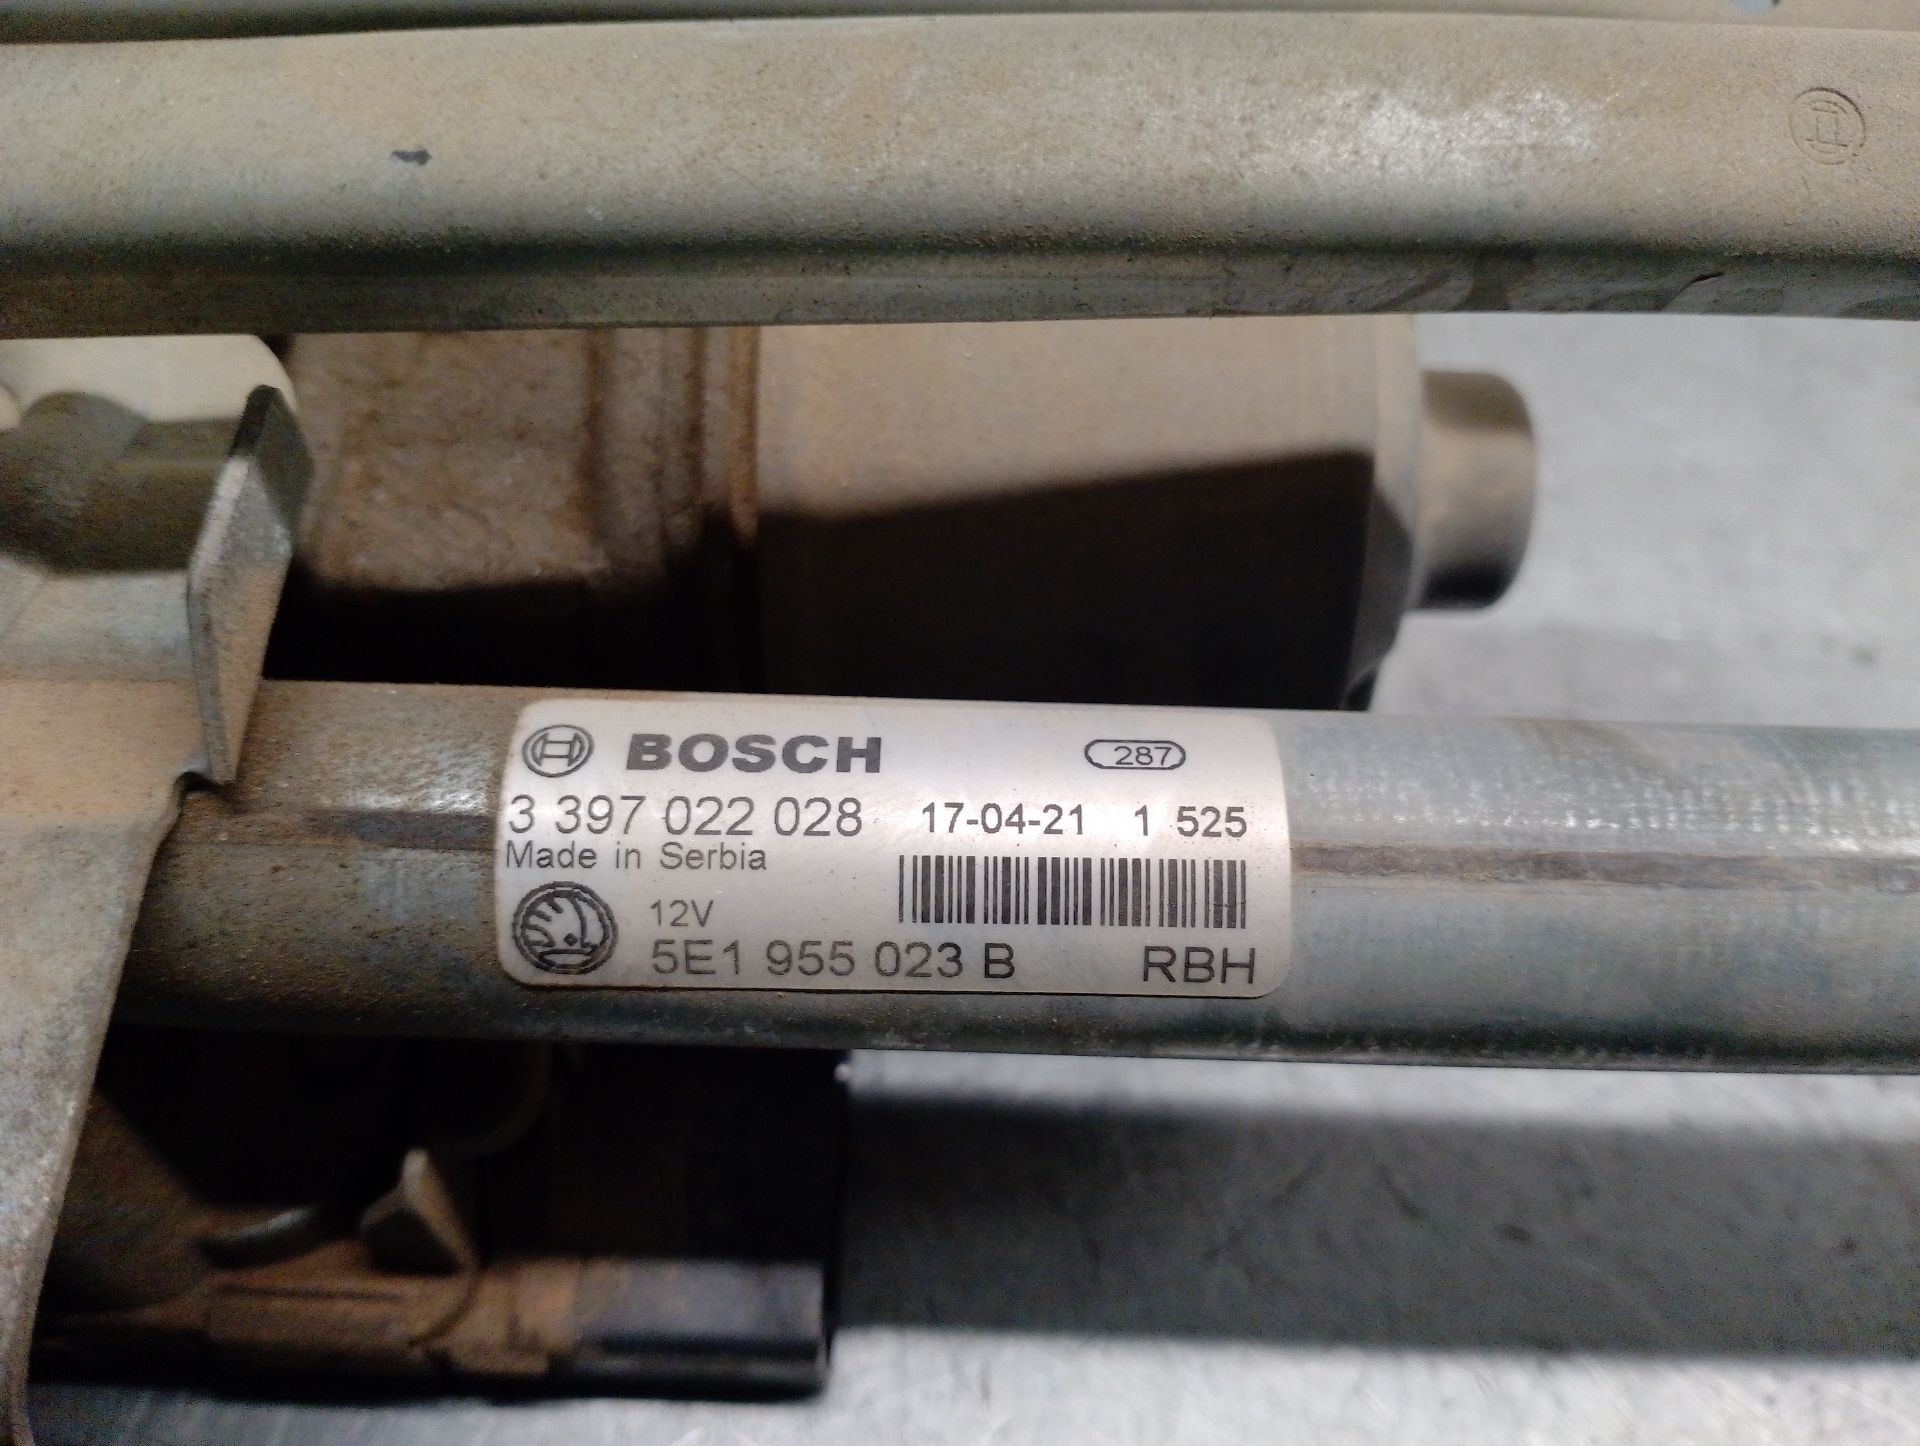 BOSCH 287
3 397 022 028 17-04-21 1 525
Made in Serbia
12V
5E1 955 023 B RBH